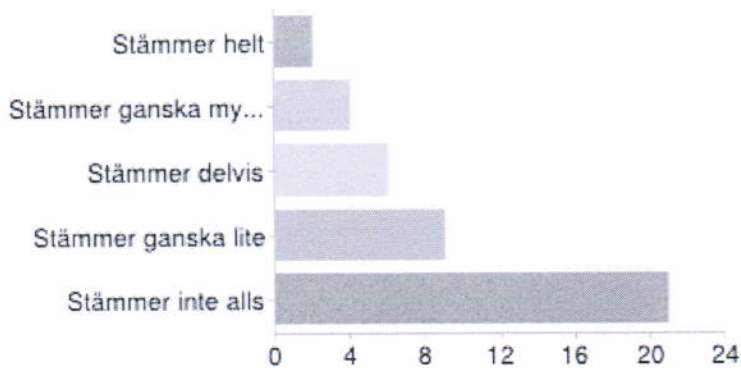 Stämmer helt
Stämmer ganska my...
Stämmer delvis
Stämmer ganska lite
Stämmer inte alls
0 4 8 12 16 20 24